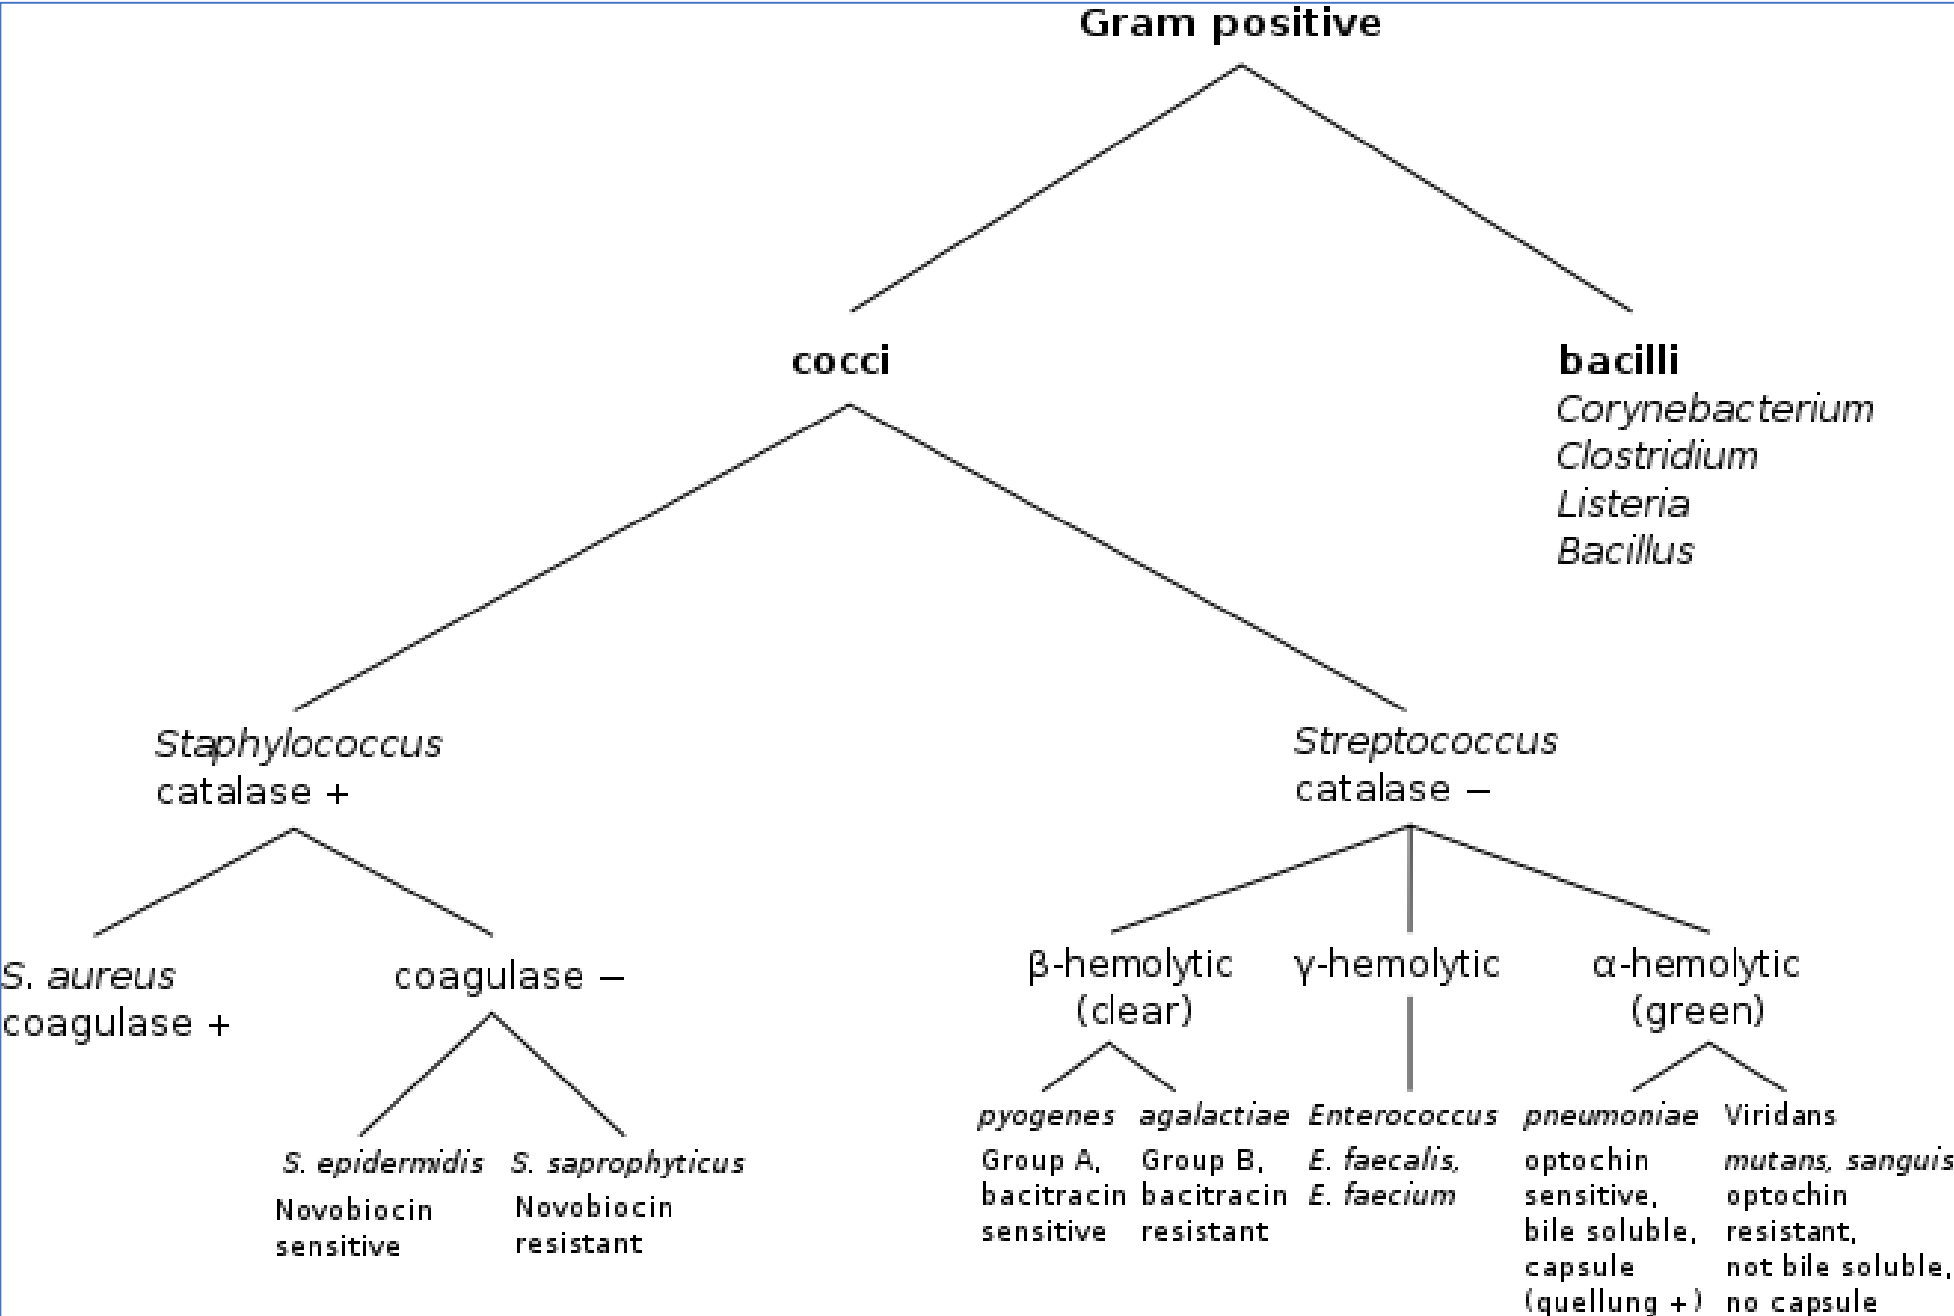 Gram positive
cocci
bacilli
Corynebacterium
Clostridium
Listeria
Bacillus
Staphylococcus
catalase +
Streptococcus
catalase −
S. aureus
coagulase +
coagulase −
S. epidermidis
Novobiocin
sensitive
S. saprophyticus
Novobiocin
resistant
β-hemolytic
(clear)
γ-hemolytic
α-hemolytic
(green)
pyogenes
Group A,
bacitracin
sensitive
agalactiae
Group B,
bacitracin
resistant
Enterococcus
E. faecalis,
E. faecium
pneumoniae
optochin
sensitive,
bile soluble,
capsule
(quellung +)
Viridans
mutans, sanguis
optochin
resistant,
not bile soluble,
no capsule